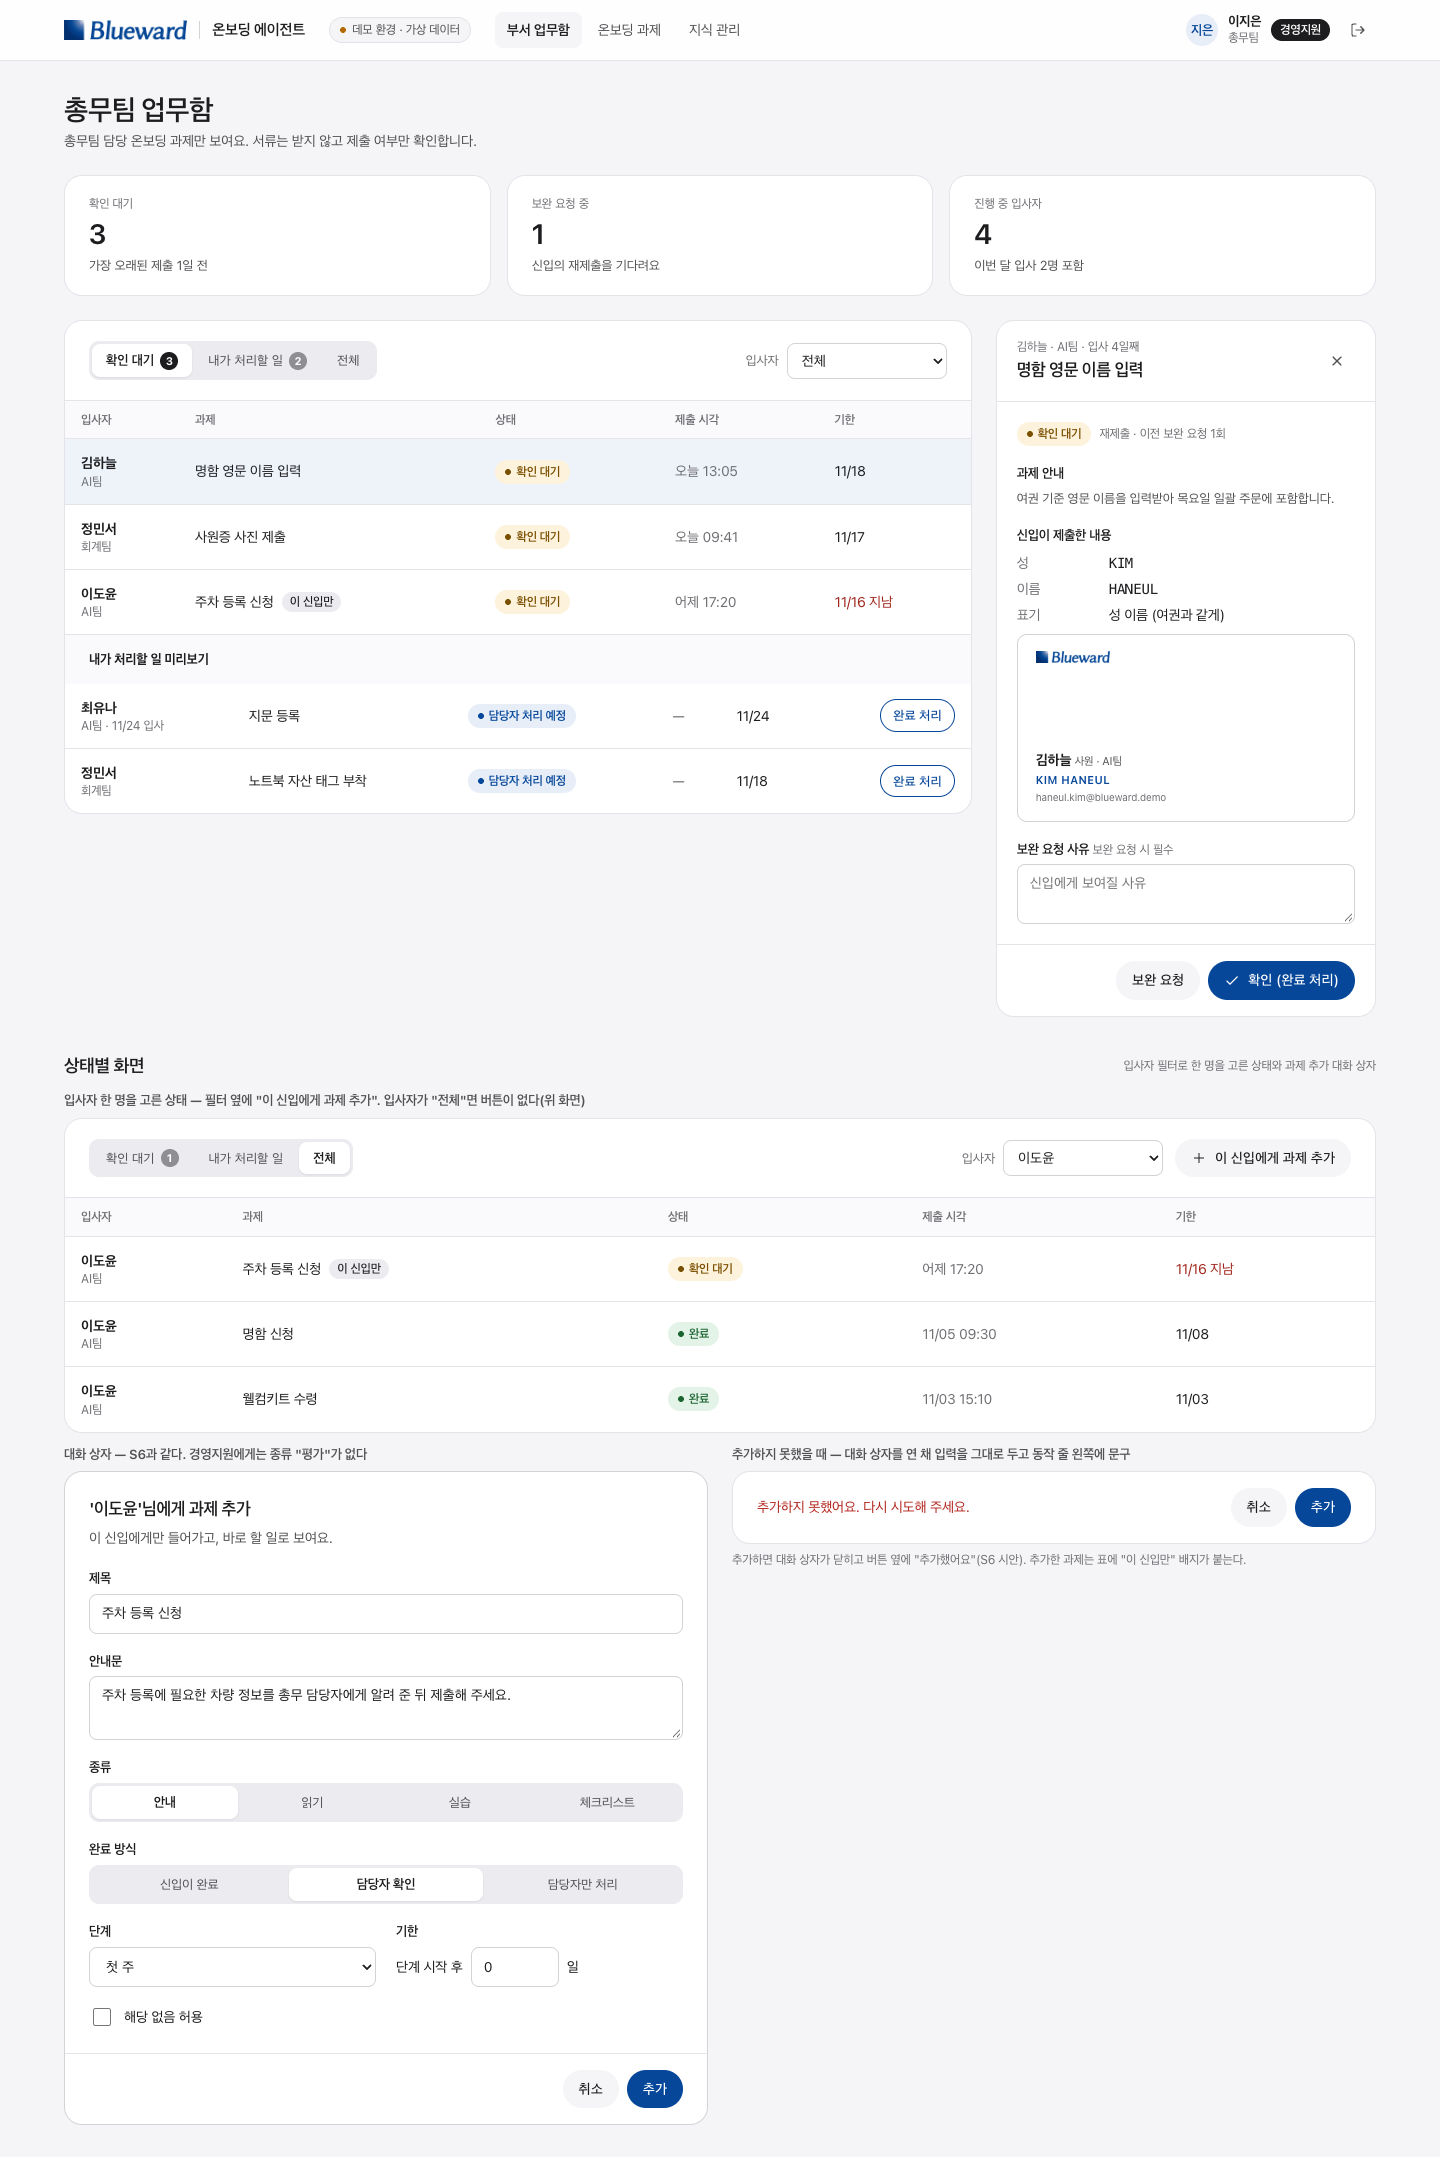 Blueward 온보딩 에이전트 데모 환경 · 가상 데이터 부서 업무함 온보딩 과제 지식 관리 지은 이지은 총무팀 경영지원
총무팀 업무함
총무팀 담당 온보딩 과제만 보여요. 서류는 받지 않고 제출 여부만 확인합니다.
확인 대기
3
가장 오래된 제출 1일 전
보완 요청 중
1
신입의 재제출을 기다려요
진행 중 입사자
4
이번 달 입사 2명 포함
확인 대기 3 내가 처리할 일 2 전체 입사자 전체
입사자 과제 상태 제출 시각 기한
김하늘 AI팀 명함 영문 이름 입력 확인 대기 오늘 13:05 11/18
정민서 회계팀 사원증 사진 제출 확인 대기 오늘 09:41 11/17
이도윤 AI팀 주차 등록 신청 이 신입만 확인 대기 어제 17:20 11/16 지남
내가 처리할 일 미리보기
최유나 AI팀 · 11/24 입사 지문 등록 담당자 처리 예정 — 11/24 완료 처리
정민서 회계팀 노트북 자산 태그 부착 담당자 처리 예정 — 11/18 완료 처리
김하늘 · AI팀 · 입사 4일째
명함 영문 이름 입력
확인 대기 재제출 · 이전 보완 요청 1회
과제 안내
여권 기준 영문 이름을 입력받아 목요일 일괄 주문에 포함합니다.
신입이 제출한 내용
성 KIM
이름 HANEUL
표기 성 이름 (여권과 같게)
Blueward
김하늘 사원 · AI팀
KIM HANEUL
haneul.kim@blueward.demo
보완 요청 사유 보완 요청 시 필수
신입에게 보여질 사유
보완 요청 확인 (완료 처리)
상태별 화면 입사자 필터로 한 명을 고른 상태와 과제 추가 대화 상자
입사자 한 명을 고른 상태 — 필터 옆에 "이 신입에게 과제 추가". 입사자가 "전체"면 버튼이 없다(위 화면)
확인 대기 1 내가 처리할 일 전체 입사자 이도윤 이 신입에게 과제 추가
입사자 과제 상태 제출 시각 기한
이도윤 AI팀 주차 등록 신청 이 신입만 확인 대기 어제 17:20 11/16 지남
이도윤 AI팀 명함 신청 완료 11/05 09:30 11/08
이도윤 AI팀 웰컴키트 수령 완료 11/03 15:10 11/03
대화 상자 — S6과 같다. 경영지원에게는 종류 "평가"가 없다
'이도윤'님에게 과제 추가
이 신입에게만 들어가고, 바로 할 일로 보여요.
제목
주차 등록 신청
안내문
주차 등록에 필요한 차량 정보를 총무 담당자에게 알려 준 뒤 제출해 주세요.
종류
안내 읽기 실습 체크리스트
완료 방식
신입이 완료 담당자 확인 담당자만 처리
단계 기한
첫 주 단계 시작 후 0 일
해당 없음 허용
취소 추가
추가하지 못했을 때 — 대화 상자를 연 채 입력을 그대로 두고 동작 줄 왼쪽에 문구
추가하지 못했어요. 다시 시도해 주세요. 취소 추가
추가하면 대화 상자가 닫히고 버튼 옆에 "추가했어요"(S6 시안). 추가한 과제는 표에 "이 신입만" 배지가 붙는다.